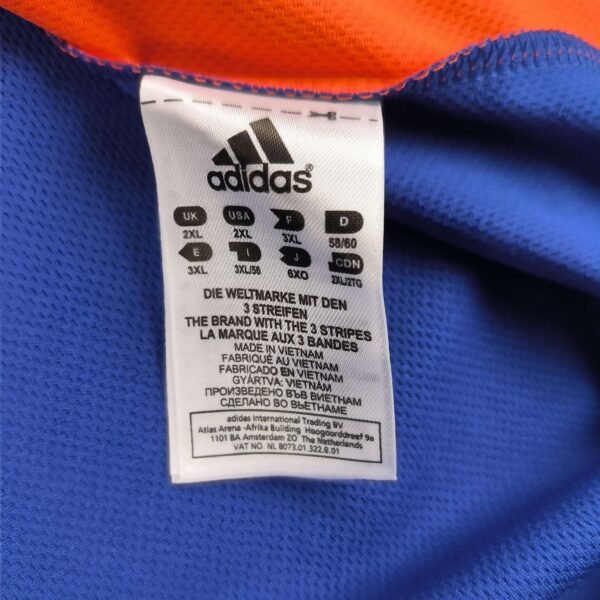 adidas®
UK USA F D
2XL 2XL 3XL 58/60
E I J CDN
3XL 3XL/56 6XO 2XL/2TG
DIE WELTMARKE MIT DEN
3 STREIFEN
THE BRAND WITH THE 3 STRIPES
LA MARQUE AUX 3 BANDES
MADE IN VIETNAM
FABRIQUÉ AU VIETNAM
FABRICADO EN VIETNAM
GYÁRTVA: VIETNÁM
ПРОИЗВЕДЕНО ВЪВ ВИЕТНАМ
СДЕЛАНО ВО ВЬЕТНАМЕ
adidas International Trading BV
Atlas Arena -Afrika Building Hoogoorddreef 9a
1101 BA Amsterdam ZO The Netherlands
VAT NO. NL 8073.01.322.B.01